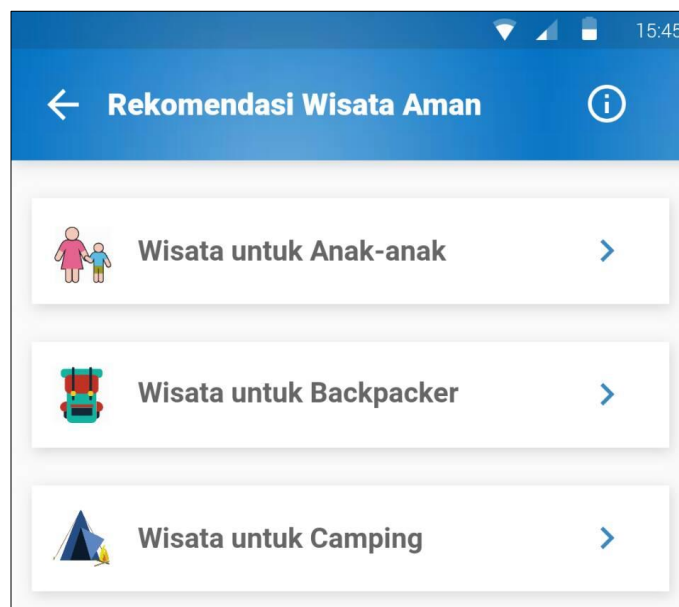 15:45
Rekomendasi Wisata Aman
Wisata untuk Anak-anak
Wisata untuk Backpacker
Wisata untuk Camping